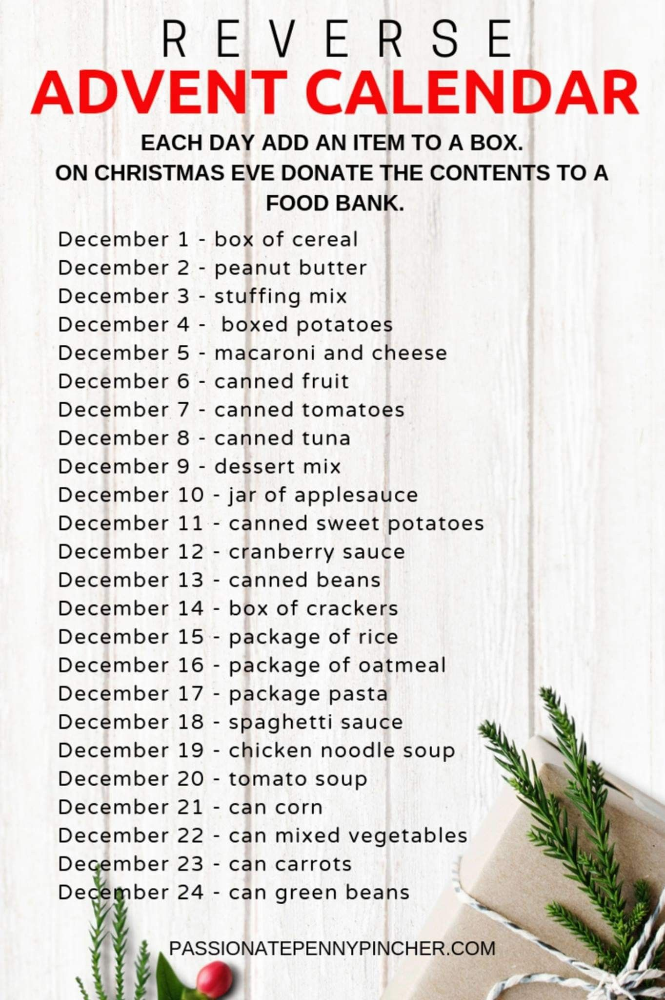 REVERSE
ADVENT CALENDAR
EACH DAY ADD AN ITEM TO A BOX.
ON CHRISTMAS EVE DONATE THE CONTENTS TO A
FOOD BANK.
December 1 - box of cereal
December 2 - peanut butter
December 3 - stuffing mix
December 4 - boxed potatoes
December 5 - macaroni and cheese
December 6 - canned fruit
December 7 - canned tomatoes
December 8 - canned tuna
December 9 - dessert mix
December 10 - jar of applesauce
December 11 - canned sweet potatoes
December 12 - cranberry sauce
December 13 - canned beans
December 14 - box of crackers
December 15 - package of rice
December 16 - package of oatmeal
December 17 - package pasta
December 18 - spaghetti sauce
December 19 - chicken noodle soup
December 20 - tomato soup
December 21 - can corn
December 22 - can mixed vegetables
December 23 - can carrots
December 24 - can green beans
PASSIONATEPENNYPINCHER.COM